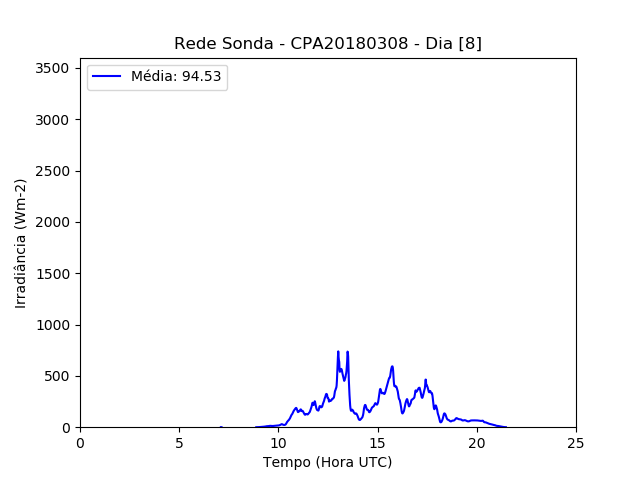 Rede Sonda - CPA20180308 - Dia [8]
Média: 94.53
Irradiância (Wm-2)
3500
3000
2500
2000
1500
1000
500
0
0 5 10 15 20 25
Tempo (Hora UTC)